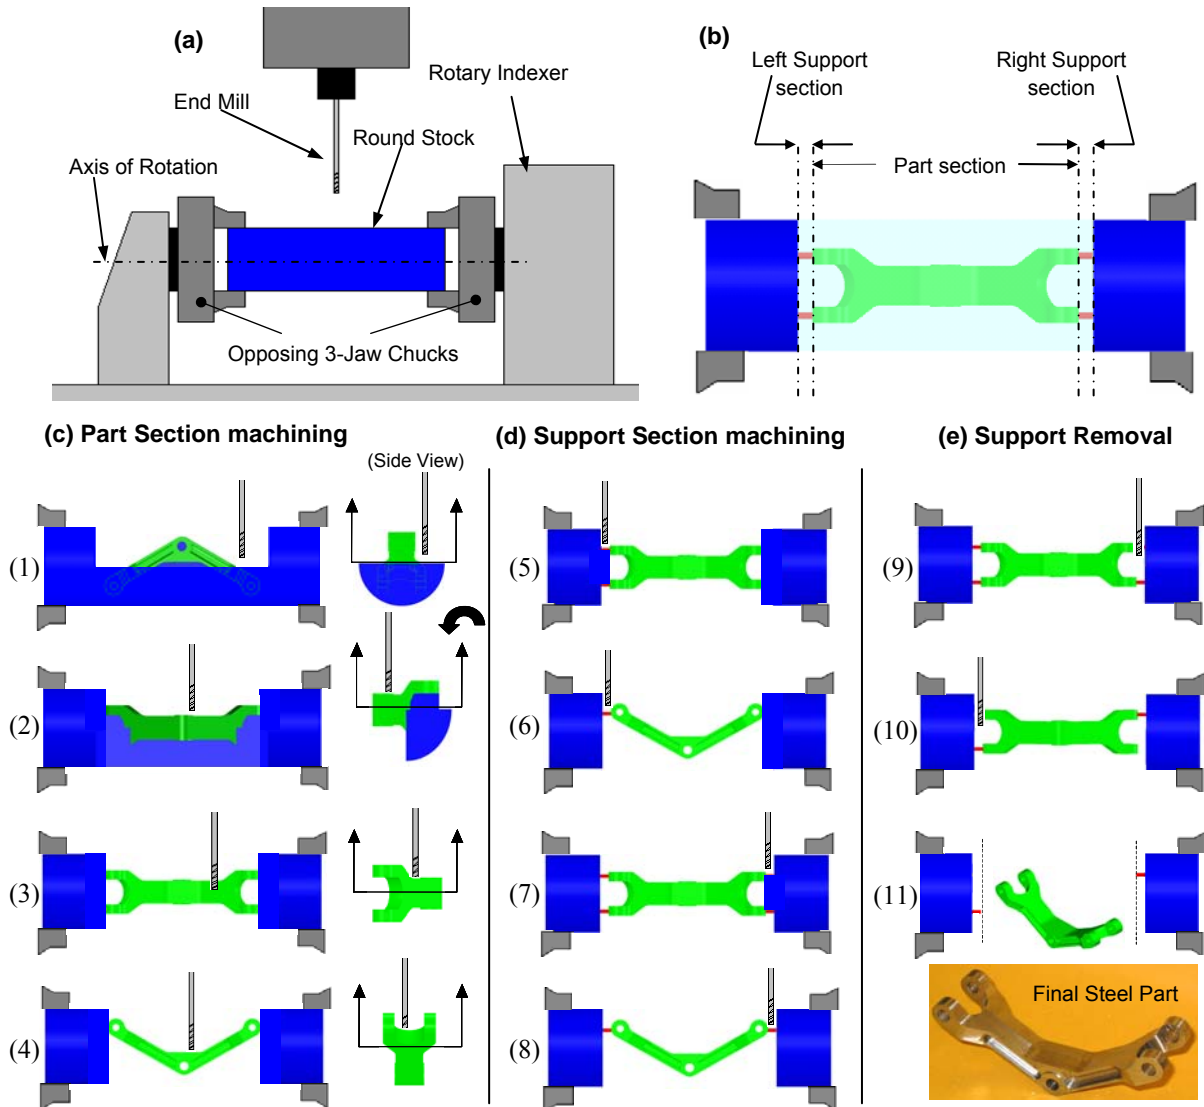 (a)
End Mill
Rotary Indexer
Round Stock
Axis of Rotation
Opposing 3-Jaw Chucks
(b)
Left Support
section
Right Support
section
Part section
(c) Part Section machining
(Side View)
(1)
(2)
(3)
(4)
(d) Support Section machining
(5)
(6)
(7)
(8)
(e) Support Removal
(9)
(10)
(11)
Final Steel Part